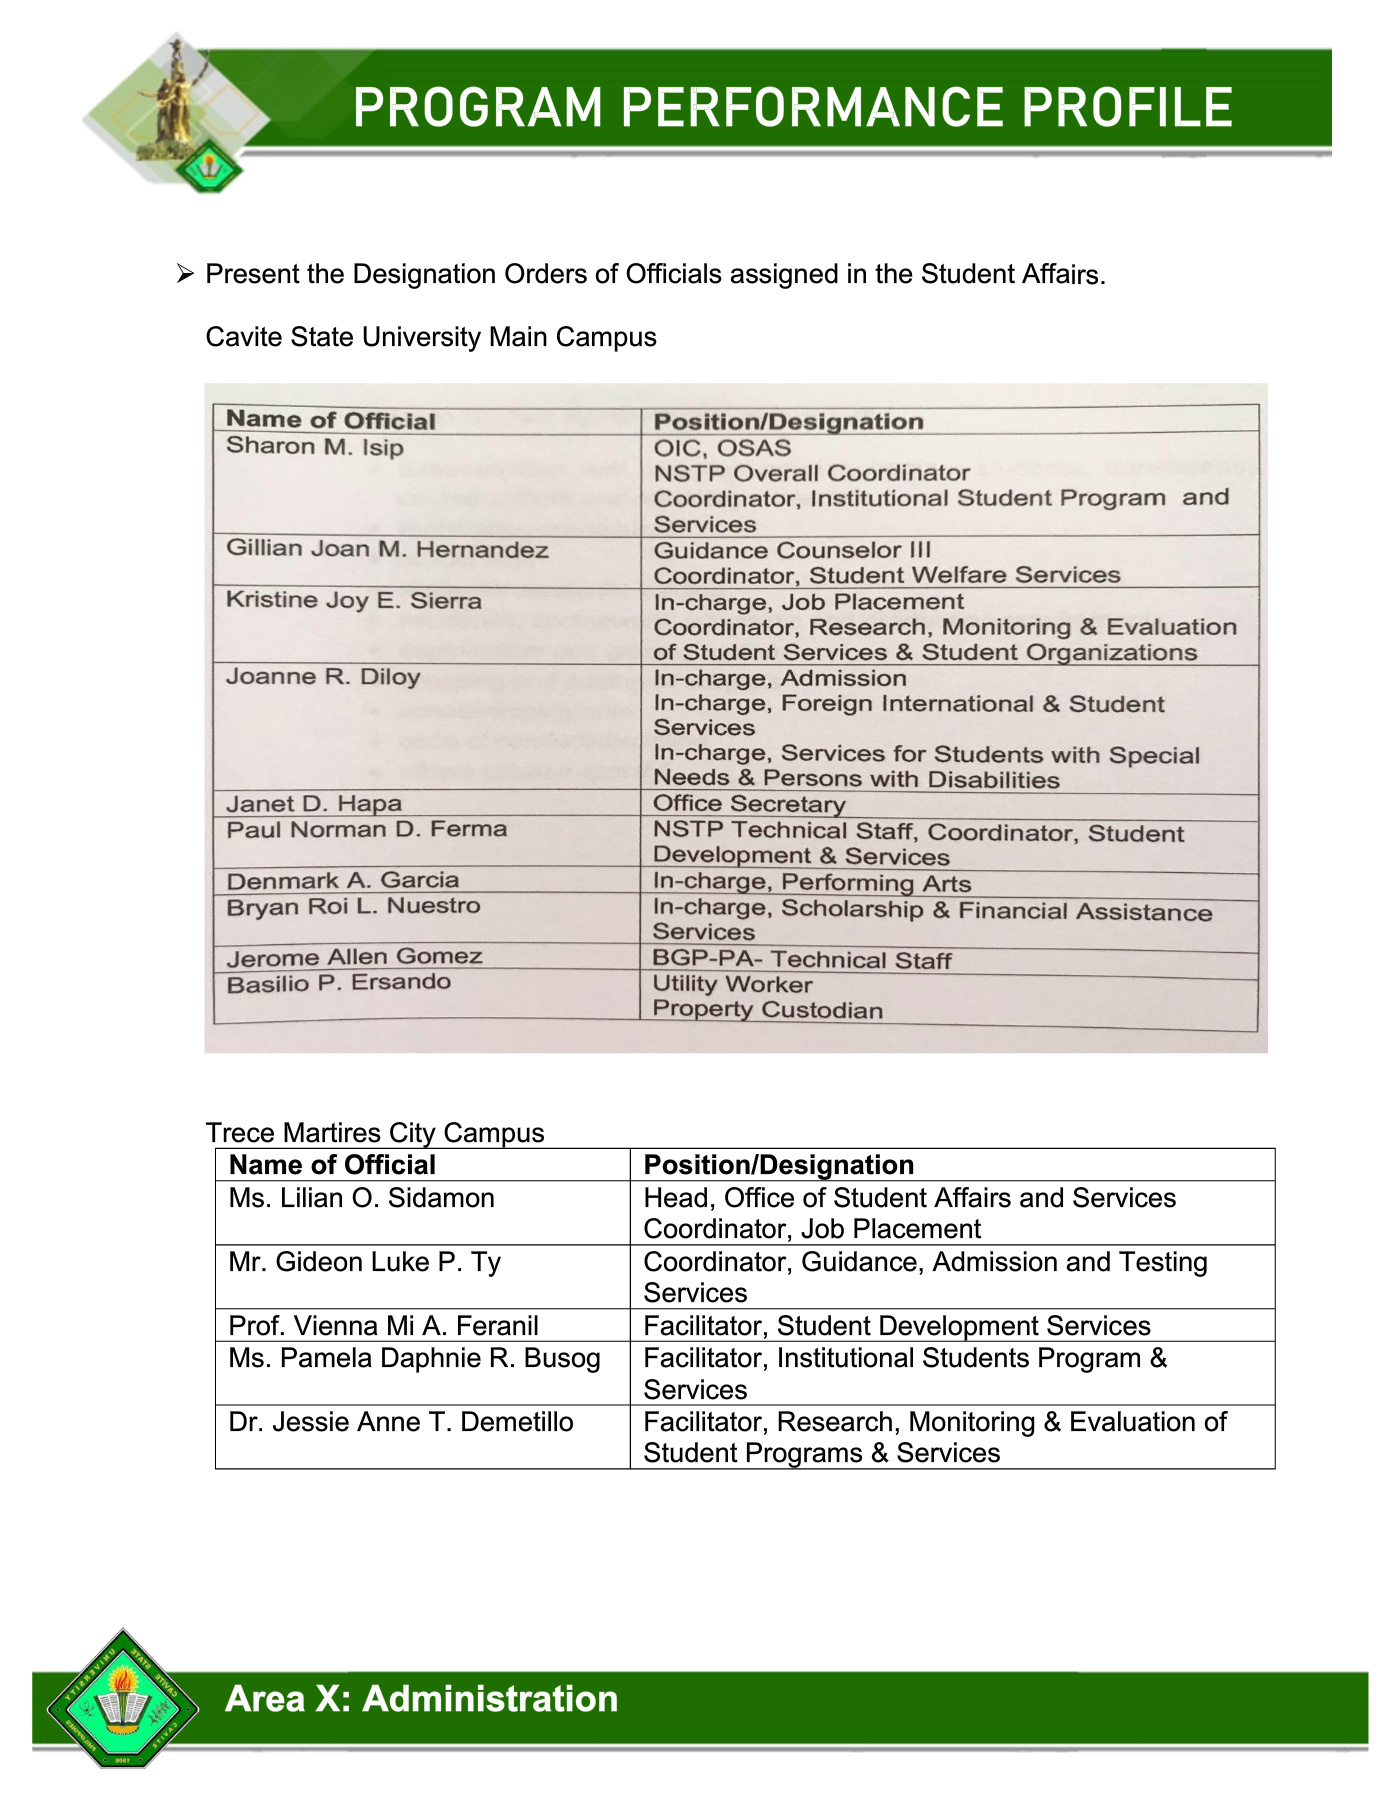 PROGRAM PERFORMANCE PROFILE
➢ Present the Designation Orders of Officials assigned in the Student Affairs.
Cavite State University Main Campus
Name of Official Position/Designation
Sharon M. Isip OIC, OSAS
NSTP Overall Coordinator
Coordinator, Institutional Student Program and
Services
Gillian Joan M. Hernandez Guidance Counselor III
Coordinator, Student Welfare Services
Kristine Joy E. Sierra In-charge, Job Placement
Coordinator, Research, Monitoring & Evaluation
of Student Services & Student Organizations
Joanne R. Diloy In-charge, Admission
In-charge, Foreign International & Student
Services
In-charge, Services for Students with Special
Needs & Persons with Disabilities
Janet D. Hapa Office Secretary
Paul Norman D. Ferma NSTP Technical Staff, Coordinator, Student
Development & Services
Denmark A. Garcia In-charge, Performing Arts
Bryan Roi L. Nuestro In-charge, Scholarship & Financial Assistance
Services
Jerome Allen Gomez BGP-PA- Technical Staff
Basilio P. Ersando Utility Worker
Property Custodian
Trece Martires City Campus
Name of Official Position/Designation
Ms. Lilian O. Sidamon Head, Office of Student Affairs and Services
Coordinator, Job Placement
Mr. Gideon Luke P. Ty Coordinator, Guidance, Admission and Testing
Services
Prof. Vienna Mi A. Feranil Facilitator, Student Development Services
Ms. Pamela Daphnie R. Busog Facilitator, Institutional Students Program &
Services
Dr. Jessie Anne T. Demetillo Facilitator, Research, Monitoring & Evaluation of
Student Programs & Services
CAVITE STATE UNIVERSITY
CAVITE PHILIPPINES
1906
Area X: Administration